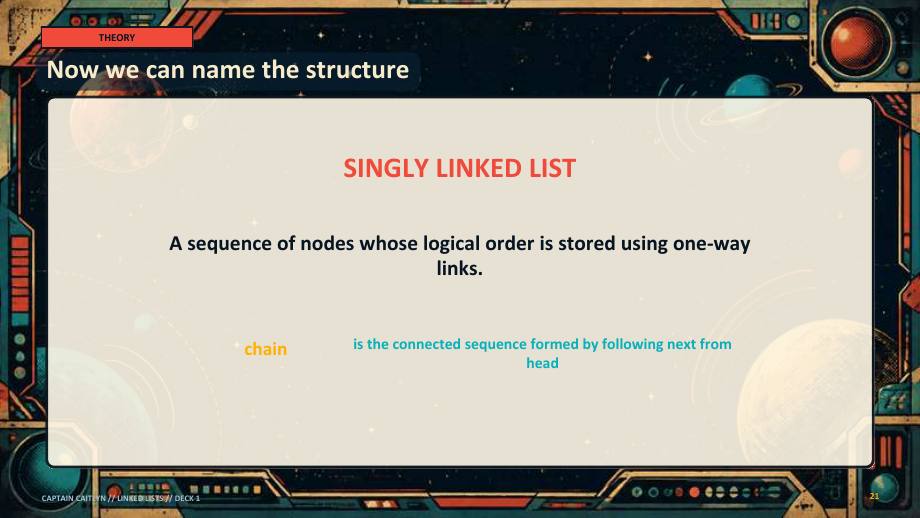 THEORY
Now we can name the structure
SINGLY LINKED LIST
A sequence of nodes whose logical order is stored using one-way
links.
chain
is the connected sequence formed by following next from
head
CAPTAIN CAITLYN // LINKED LISTS // DECK 1
21